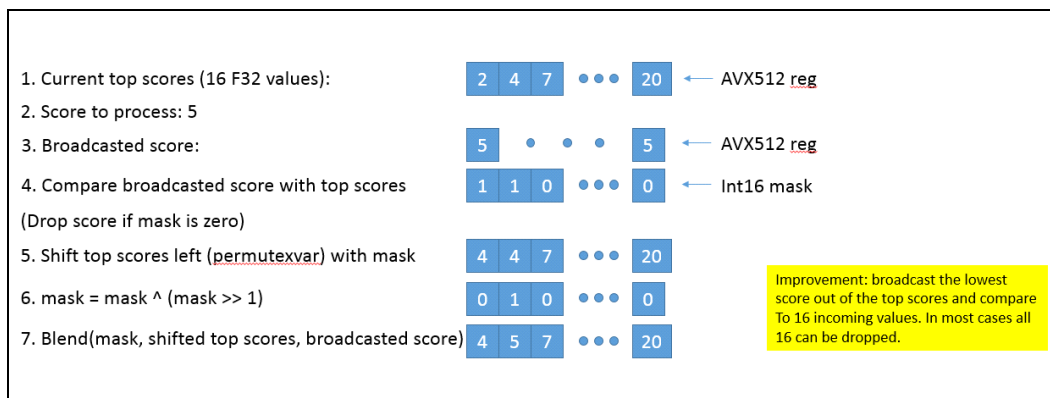 1. Current top scores (16 F32 values): 2 4 7 ••• 20 AVX512 reg
2. Score to process: 5
3. Broadcasted score: 5 • • • 5 AVX512 reg
4. Compare broadcasted score with top scores 1 1 0 ••• 0 Int16 mask
(Drop score if mask is zero)
5. Shift top scores left (permutexvar) with mask 4 4 7 ••• 20
6. mask = mask ^ (mask >> 1) 0 1 0 ••• 0
7. Blend(mask, shifted top scores, broadcasted score) 4 5 7 ••• 20
Improvement: broadcast the lowest
score out of the top scores and compare
To 16 incoming values. In most cases all
16 can be dropped.